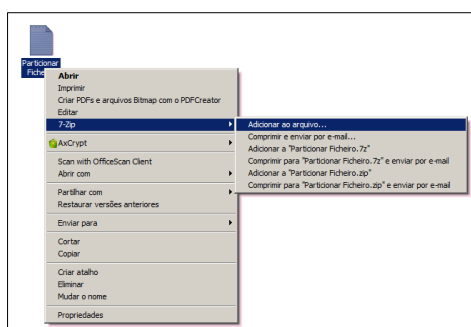 Particionar
Fiche
Abrir
Imprimir
Criar PDFs e arquivos Bitmap com o PDFCreator
Editar
7-Zip
AxCrypt
Scan with OfficeScan Client
Abrir com
Partilhar com
Restaurar versões anteriores
Enviar para
Cortar
Copiar
Criar atalho
Eliminar
Mudar o nome
Propriedades
Adicionar ao arquivo...
Comprimir e enviar por e-mail...
Adicionar a "Particionar Ficheiro.7z"
Comprimir para "Particionar Ficheiro.7z" e enviar por e-mail
Adicionar a "Particionar Ficheiro.zip"
Comprimir para "Particionar Ficheiro.zip" e enviar por e-mail